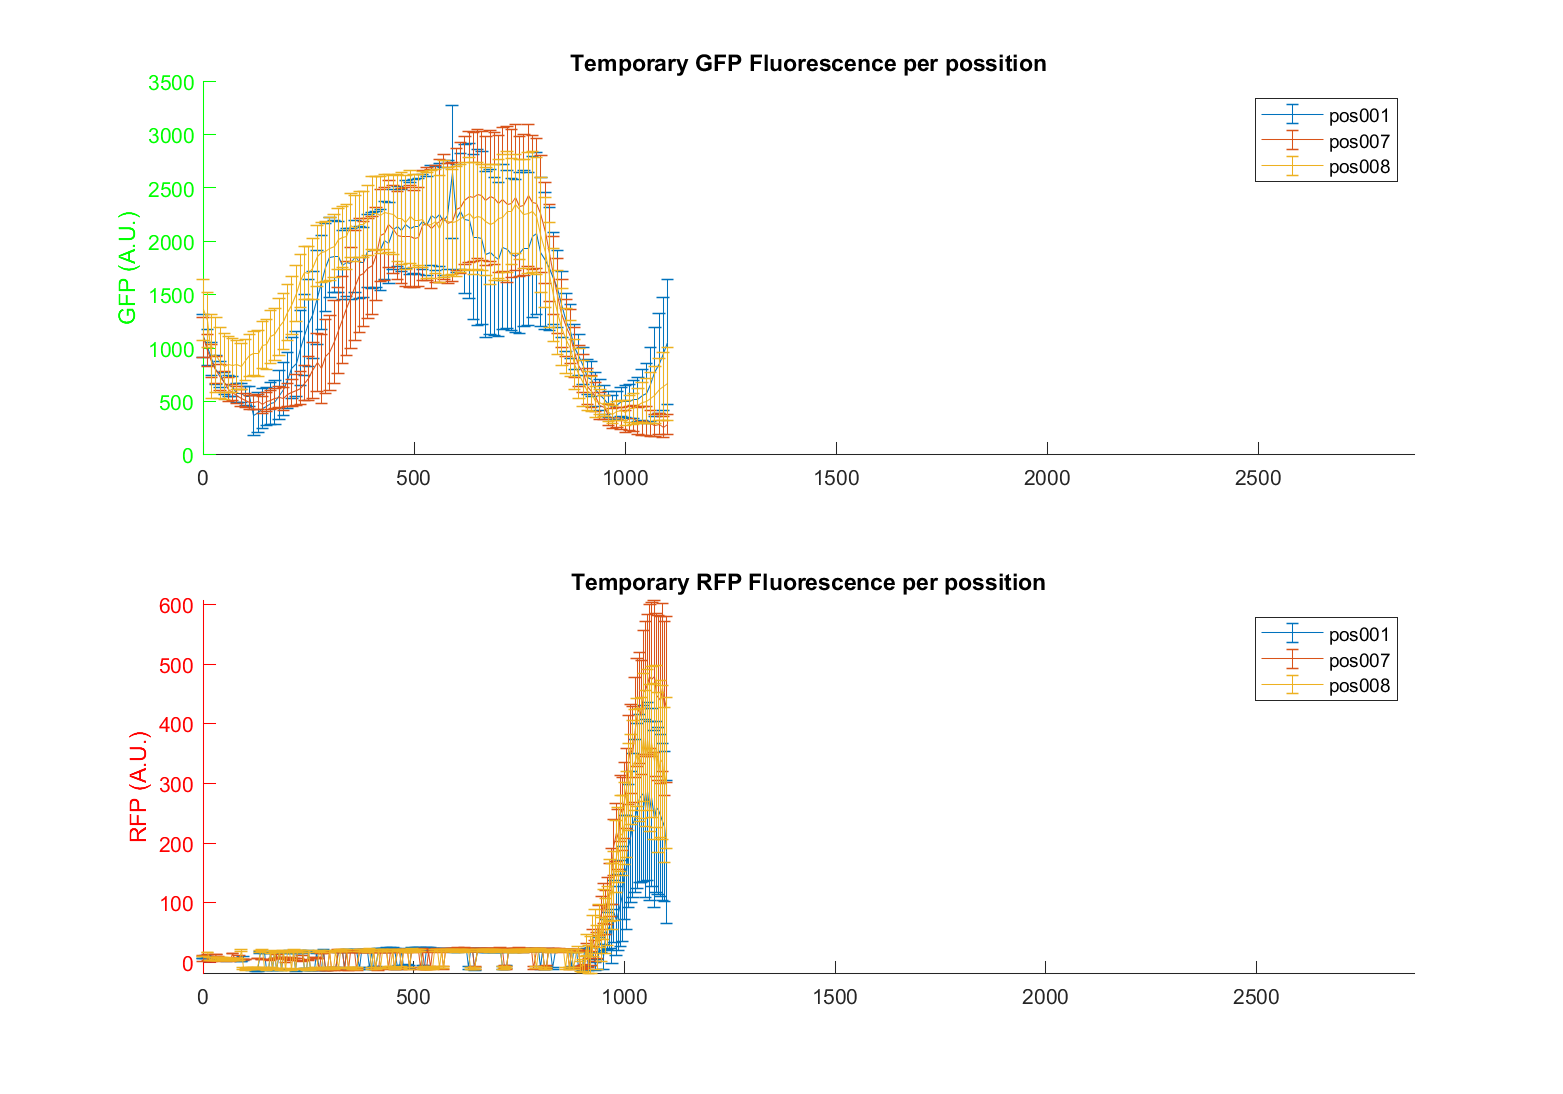 Temporary GFP Fluorescence per possition
GFP (A.U.)
3500
3000
2500
2000
1500
1000
500
0
0 500 1000 1500 2000 2500
pos001
pos007
pos008
Temporary RFP Fluorescence per possition
RFP (A.U.)
600
500
400
300
200
100
0
0 500 1000 1500 2000 2500
pos001
pos007
pos008